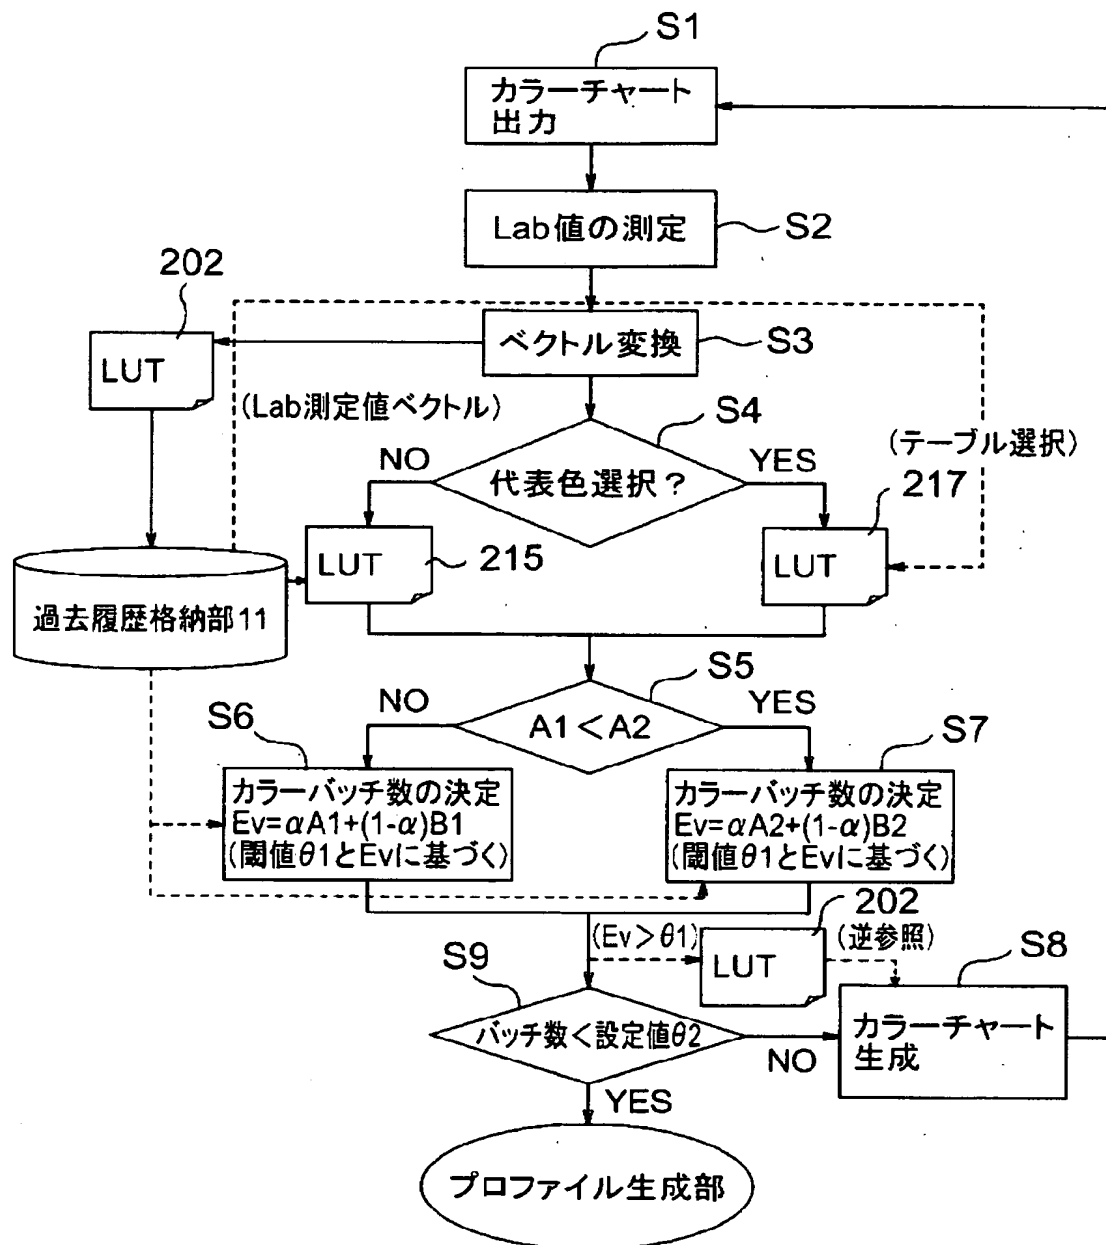 S1
カラーチャート
出力
Lab値の測定
S2
202
ベクトル変換
S3
LUT
(Lab測定値ベクトル)
S4
(テーブル選択)
NO
YES
代表色選択？
217
LUT
215
LUT
過去履歴格納部11
S5
NO
YES
A1＜A2
S6
S7
カラーバッチ数の決定
Ev=αA1+(1-α)B1
(閾値θ1とEvに基づく)
カラーバッチ数の決定
Ev=αA2+(1-α)B2
(閾値θ1とEvに基づく)
202
(Ev＞θ1)
(逆参照)
LUT
S8
S9
バッチ数＜設定値θ2
NO
カラーチャート
生成
YES
プロファイル生成部